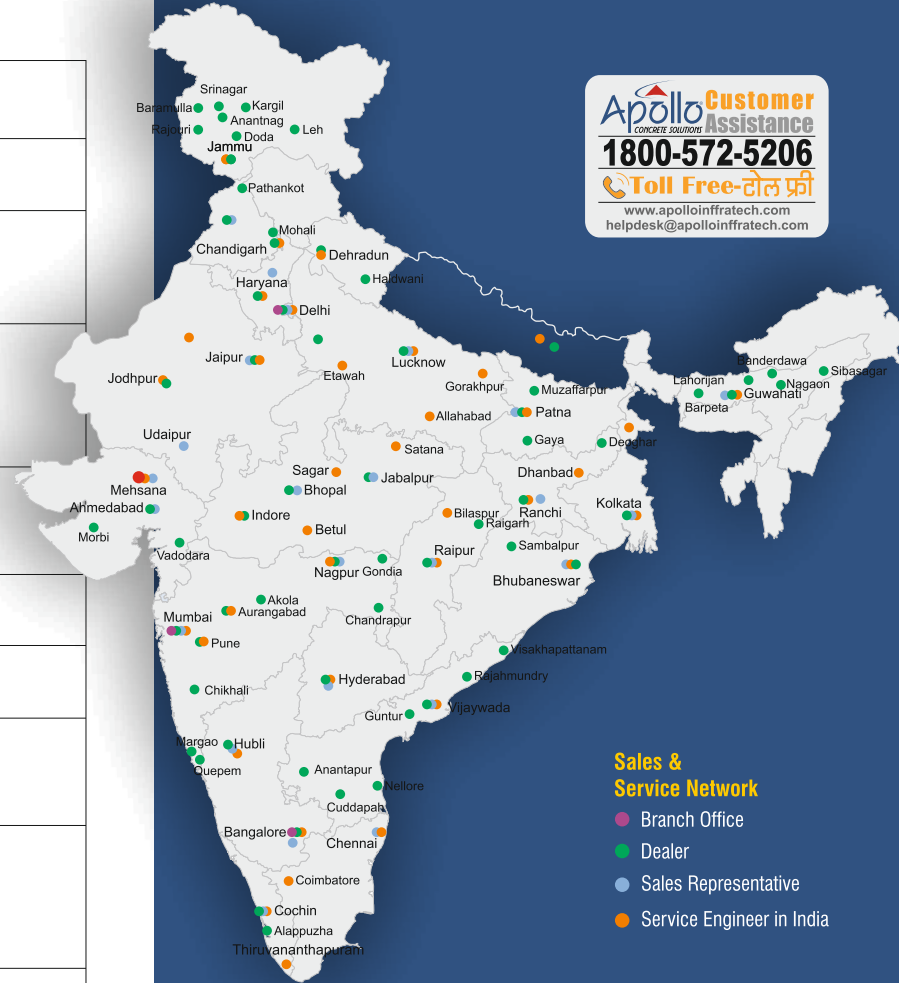 Apollo
CONCRETE SOLUTIONS
Customer
Assistance
1800-572-5206
Toll Free-टोल फ्री
www.apolloinffratech.com
helpdesk@apolloinffratech.com
Srinagar
Baramulla
Kargil
Anantnag
Rajouri
Doda
Leh
Jammu
Pathankot
Mohali
Chandigarh
Dehradun
Haldwani
Haryana
Delhi
Jaipur
Lucknow
Etawah
Jodhpur
Gorakhpur
Muzaffarpur
Allahabad
Patna
Banderdawa
Sibasagar
Lahorijan
Nagaon
Guwahati
Barpeta
Udaipur
Satana
Gaya
Deoghar
Mehsana
Sagar
Jabalpur
Dhanbad
Bhopal
Ahmedabad
Indore
Bilaspur
Ranchi
Kolkata
Morbi
Betul
Raigarh
Vadodara
Raipur
Sambalpur
Nagpur
Gondia
Bhubaneswar
Akola
Aurangabad
Mumbai
Chandrapur
Pune
Visakhapattanam
Chikhali
Hyderabad
Rajahmundry
Guntur
Vijaywada
Margao
Hubli
Quepem
Anantapur
Nellore
Cuddapah
Bangalore
Chennai
Coimbatore
Cochin
Alappuzha
Thiruvananthapuram
Sales &
Service Network
Branch Office
Dealer
Sales Representative
Service Engineer in India